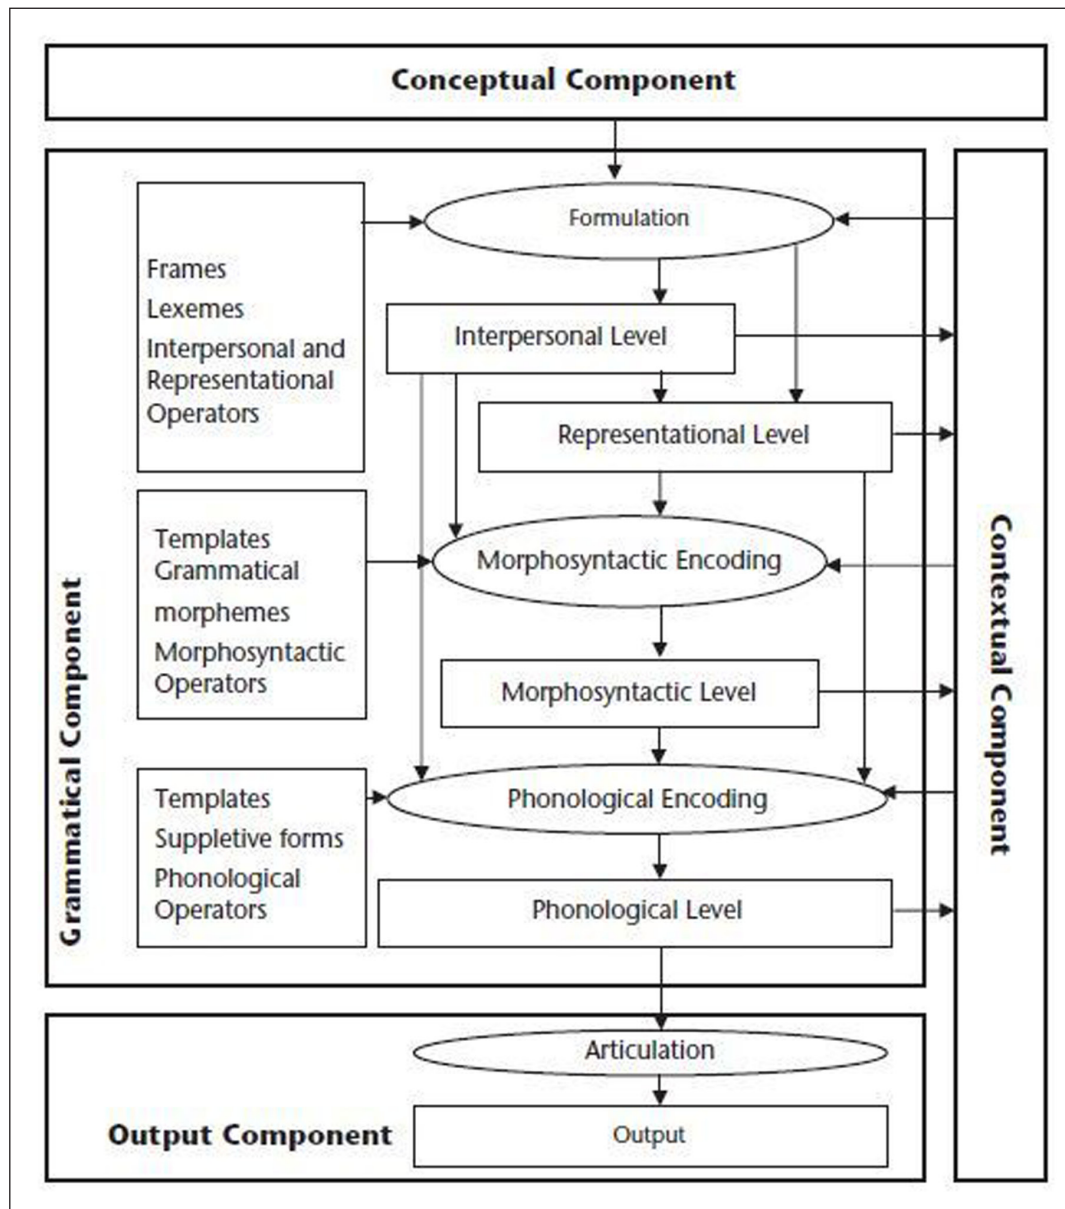 Conceptual Component
Formulation
Frames
Lexemes
Interpersonal and
Representational
Operators
Interpersonal Level
Representational Level
Templates
Grammatical
morphemes
Morphosyntactic
Operators
Morphosyntactic Encoding
Morphosyntactic Level
Templates
Suppletive forms
Phonological
Operators
Phonological Encoding
Phonological Level
Grammatical Component
Contextual Component
Articulation
Output Component
Output